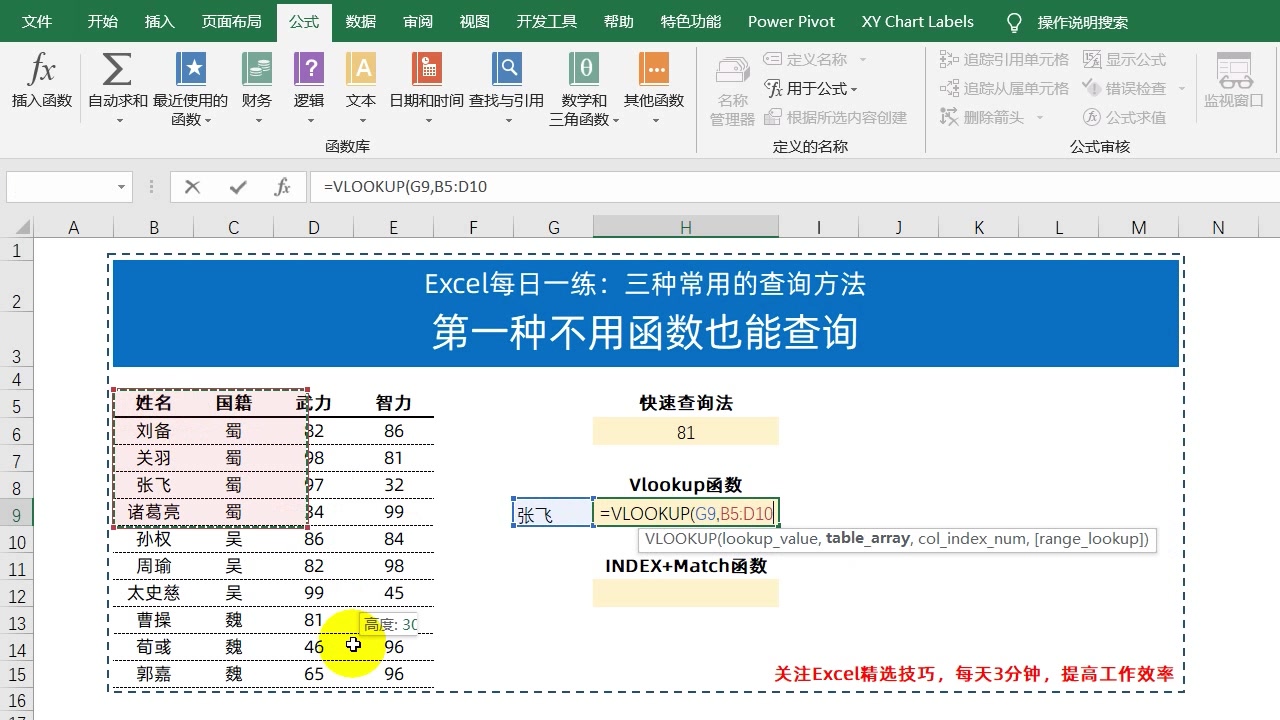 文件 开始 插入 页面布局 公式 数据 审阅 视图 开发工具 帮助 特色功能 Power Pivot XY Chart Labels 操作说明搜索
fx ∑ ★ ? A θ …
插入函数 自动求和 最近使用的 财务 逻辑 文本 日期和时间 查找与引用 数学和 其他函数
函数 三角函数
函数库
名称
管理器
定义名称
用于公式
根据所选内容创建
定义的名称
追踪引用单元格 显示公式
追踪从属单元格 错误检查
删除箭头 公式求值
监视窗口
公式审核
fx =VLOOKUP(G9,B5:D10
A B C D E F G H I J K L M N
1
2 Excel每日一练：三种常用的查询方法
3 第一种不用函数也能查询
4
5 姓名 国籍 武力 智力 快速查询法
6 刘备 蜀 82 86 81
7 关羽 蜀 98 81
8 张飞 蜀 97 32 Vlookup函数
9 诸葛亮 蜀 84 99 张飞 =VLOOKUP(G9,B5:D10
VLOOKUP(lookup_value, table_array, col_index_num, [range_lookup])
10 孙权 吴 86 84
11 周瑜 吴 82 98 INDEX+Match函数
12 太史慈 吴 99 45
13 曹操 魏 81 高度: 30
14 荀彧 魏 46 96
15 郭嘉 魏 65 96 关注Excel精选技巧，每天3分钟，提高工作效率
16